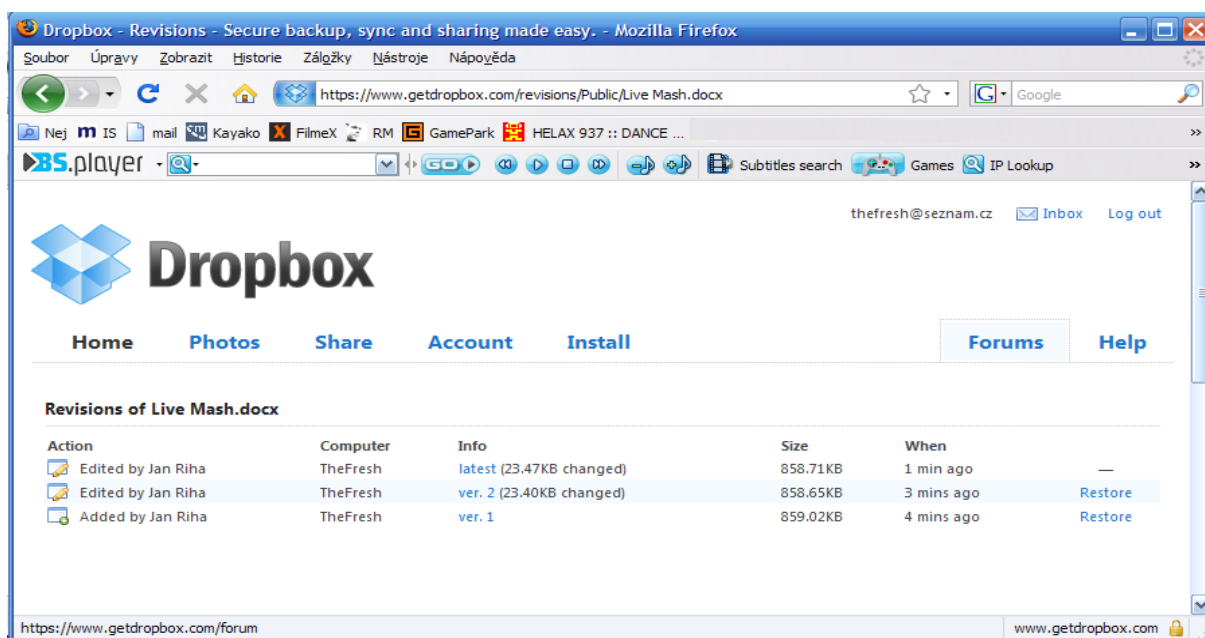 Dropbox - Revisions - Secure backup, sync and sharing made easy. - Mozilla Firefox
Soubor Úpravy Zobrazit Historie Záložky Nástroje Nápověda
https://www.getdropbox.com/revisions/Public/Live Mash.docx G Google
Nej m IS mail Kayako X FilmeX RM G GamePark HELAX 937 :: DANCE ... »
BS.player GO Subtitles search Games IP Lookup »
thefresh@seznam.cz Inbox Log out
Dropbox
Home Photos Share Account Install Forums Help
Revisions of Live Mash.docx
Action Computer Info Size When
Edited by Jan Riha TheFresh latest (23.47KB changed) 858.71KB 1 min ago —
Edited by Jan Riha TheFresh ver. 2 (23.40KB changed) 858.65KB 3 mins ago Restore
Added by Jan Riha TheFresh ver. 1 859.02KB 4 mins ago Restore
https://www.getdropbox.com/forum www.getdropbox.com